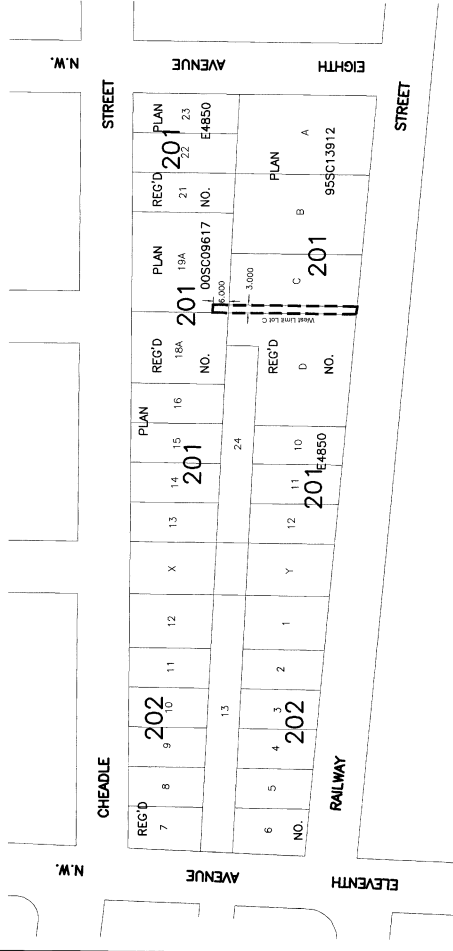 N.W. AVENUE EIGHTH
STREET
STREET
PLAN 23 E4850
201
22
REG'D 21 NO.
A
PLAN 95SC13912
B
201
C
PLAN 19A 00SC09617
201
6.000
3.000
West Limit Lot C
REG'D 18A NO.
REG'D D NO.
PLAN 16
15
201
14
13
24
10
E4850
201
11
12
X
Y
12
1
11
2
202
10
9
13
3
202
4
8
5
REG'D 7
6 NO.
CHEADLE
RAILWAY
N.W. AVENUE ELEVENTH